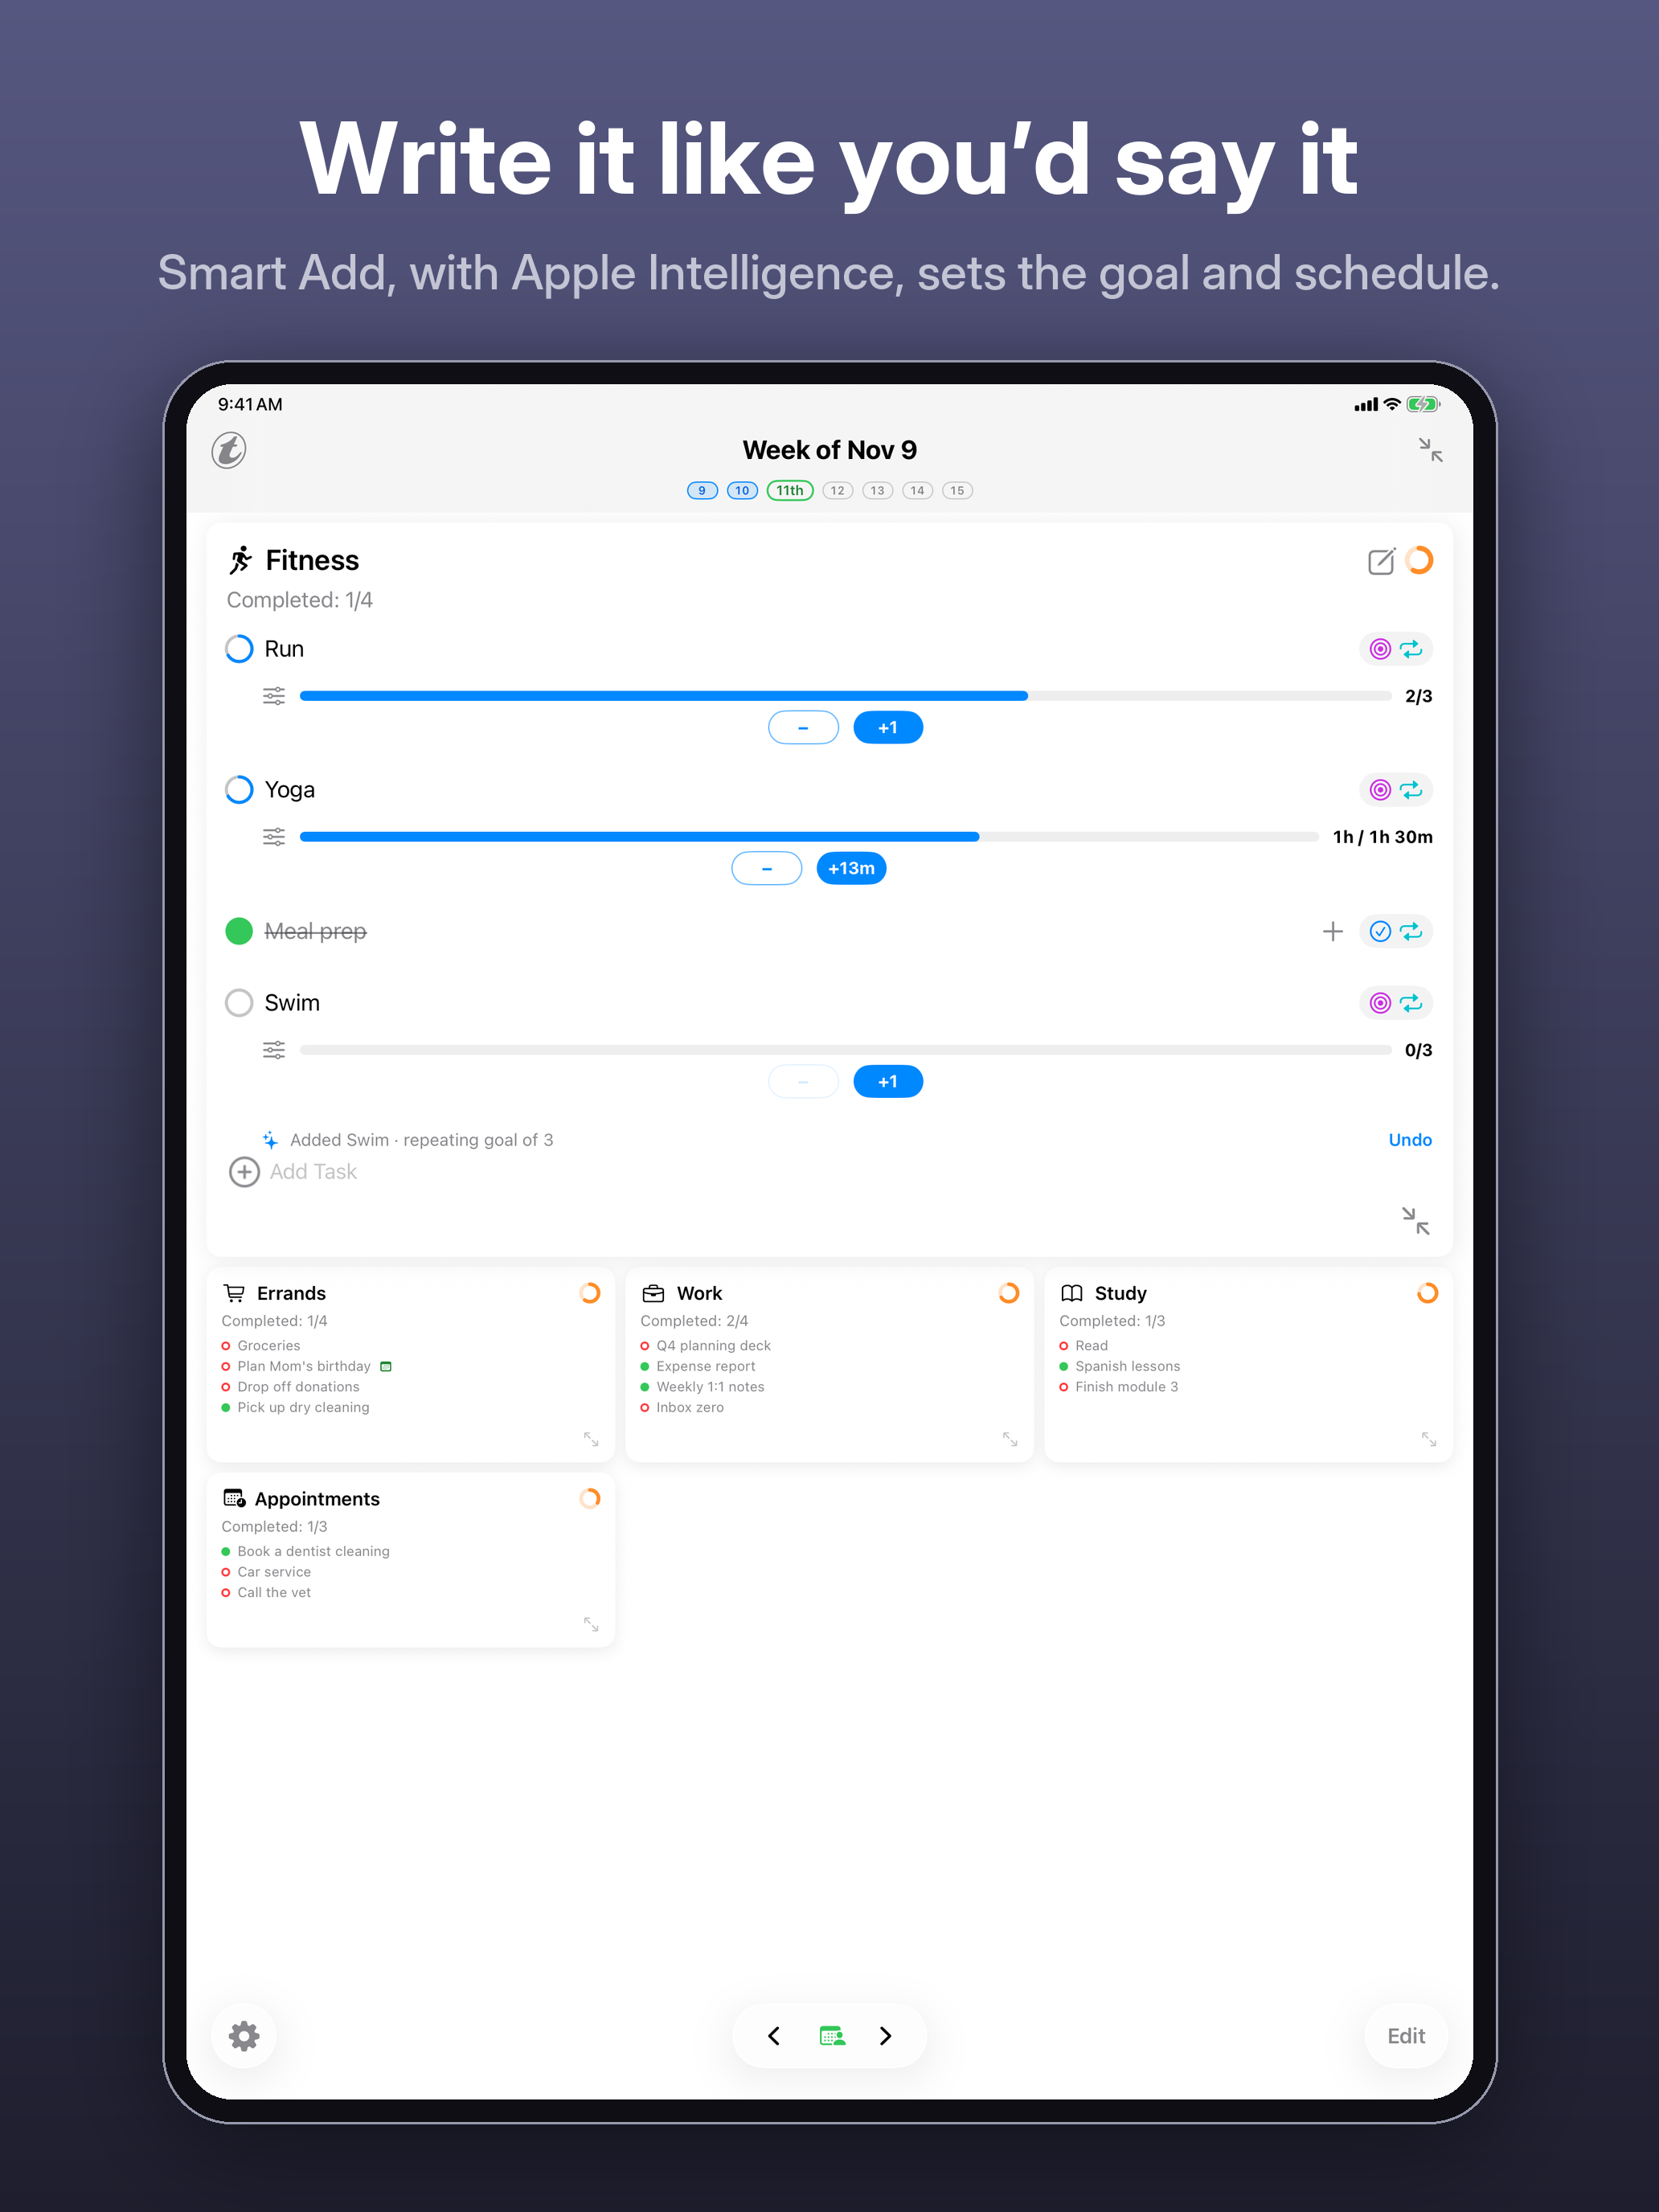 Write it like you’d say it
Smart Add, with Apple Intelligence, sets the goal and schedule.
9:41 AM
t
Week of Nov 9
9 10 11th 12 13 14 15
Fitness
Completed: 1/4
Run
2/3
– +1
Yoga
1h / 1h 30m
– +13m
Meal prep
Swim
0/3
– +1
Added Swim · repeating goal of 3 Undo
Add Task
Errands
Completed: 1/4
Groceries
Plan Mom's birthday
Drop off donations
Pick up dry cleaning
Work
Completed: 2/4
Q4 planning deck
Expense report
Weekly 1:1 notes
Inbox zero
Study
Completed: 1/3
Read
Spanish lessons
Finish module 3
Appointments
Completed: 1/3
Book a dentist cleaning
Car service
Call the vet
Edit